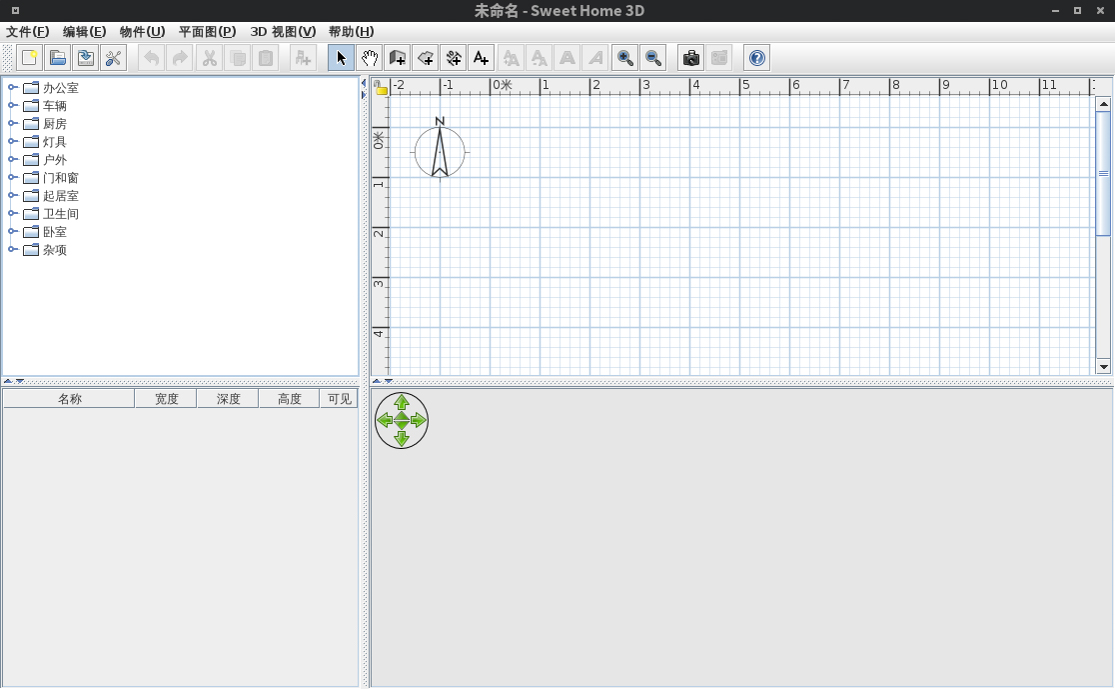 未命名 - Sweet Home 3D
文件(F) 编辑(E) 物件(U) 平面图(P) 3D 视图(V) 帮助(H)
办公室
车辆
厨房
灯具
户外
门和窗
起居室
卫生间
卧室
杂项
-2 -1 0米 1 2 3 4 5 6 7 8 9 10 11
N
0米
1
2
3
4
名称 宽度 深度 高度 可见